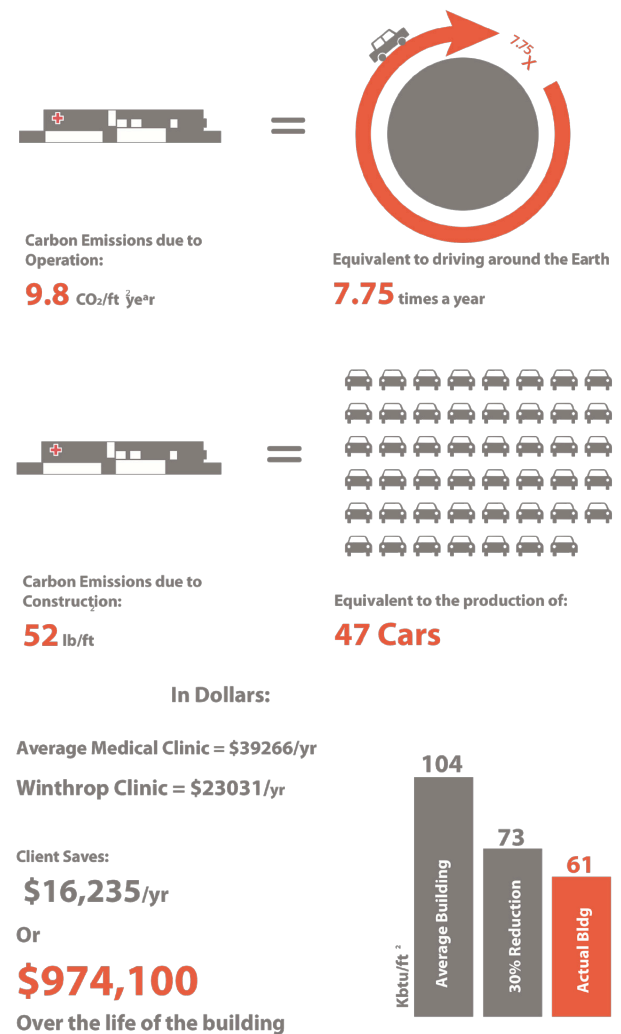 7.75
X
Carbon Emissions due to
Operation:
9.8 CO₂/ft² year
Equivalent to driving around the Earth
7.75 times a year
Carbon Emissions due to
Construction:
52 lb/ft²
Equivalent to the production of:
47 Cars
In Dollars:
Average Medical Clinic = $39266/yr
Winthrop Clinic = $23031/yr
Client Saves:
$16,235/yr
Or
$974,100
Over the life of the building
Kbtu/ft²
104
Average Building
73
30% Reduction
61
Actual Bldg